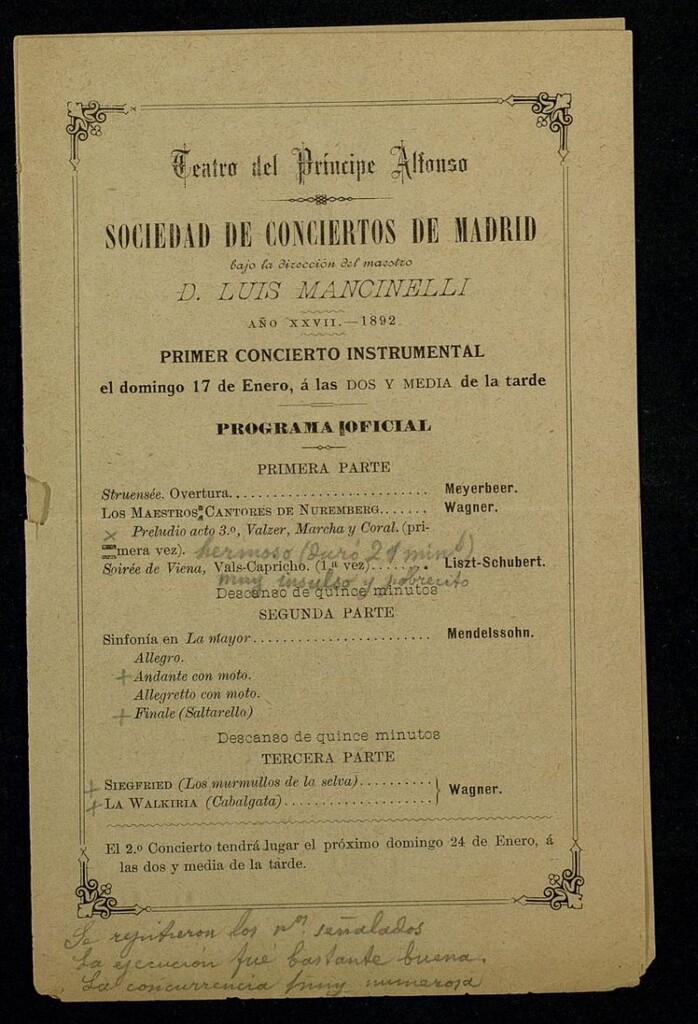 Teatro del Príncipe Alfonso
SOCIEDAD DE CONCIERTOS DE MADRID
bajo la dirección del maestro
D. LUIS MANCINELLI
AÑO XXVII.—1892
PRIMER CONCIERTO INSTRUMENTAL
el domingo 17 de Enero, á las DOS Y MEDIA de la tarde
PROGRAMA OFICIAL
PRIMERA PARTE
Struensée. Overtura........................... Meyerbeer.
LOS MAESTROS CANTORES DE NUREMBERG....... Wagner.
× Preludio acto 3.º, Valzer, Marcha y Coral. (pri-
mera vez). hermoso (Duró 21 mints)
Soirée de Viena, Vals-Capricho. (1.ª vez)........ Liszt-Schubert.
muy insulso y pobrecito
Descanso de quince minutos
SEGUNDA PARTE
Sinfonía en La mayor........................ Mendelssohn.
Allegro.
+ Andante con moto.
Allegretto con moto.
+ Finale (Saltarello)
Descanso de quince minutos
TERCERA PARTE
+ SIEGFRIED (Los murmullos de la selva)..........
+ LA WALKIRIA (Cabalgata)....................... } Wagner.
El 2.º Concierto tendrá lugar el próximo domingo 24 de Enero, á
las dos y media de la tarde.
Se repitieron los nos. señalados
La ejecución fué bastante buena.
La concurrencia muy numerosa